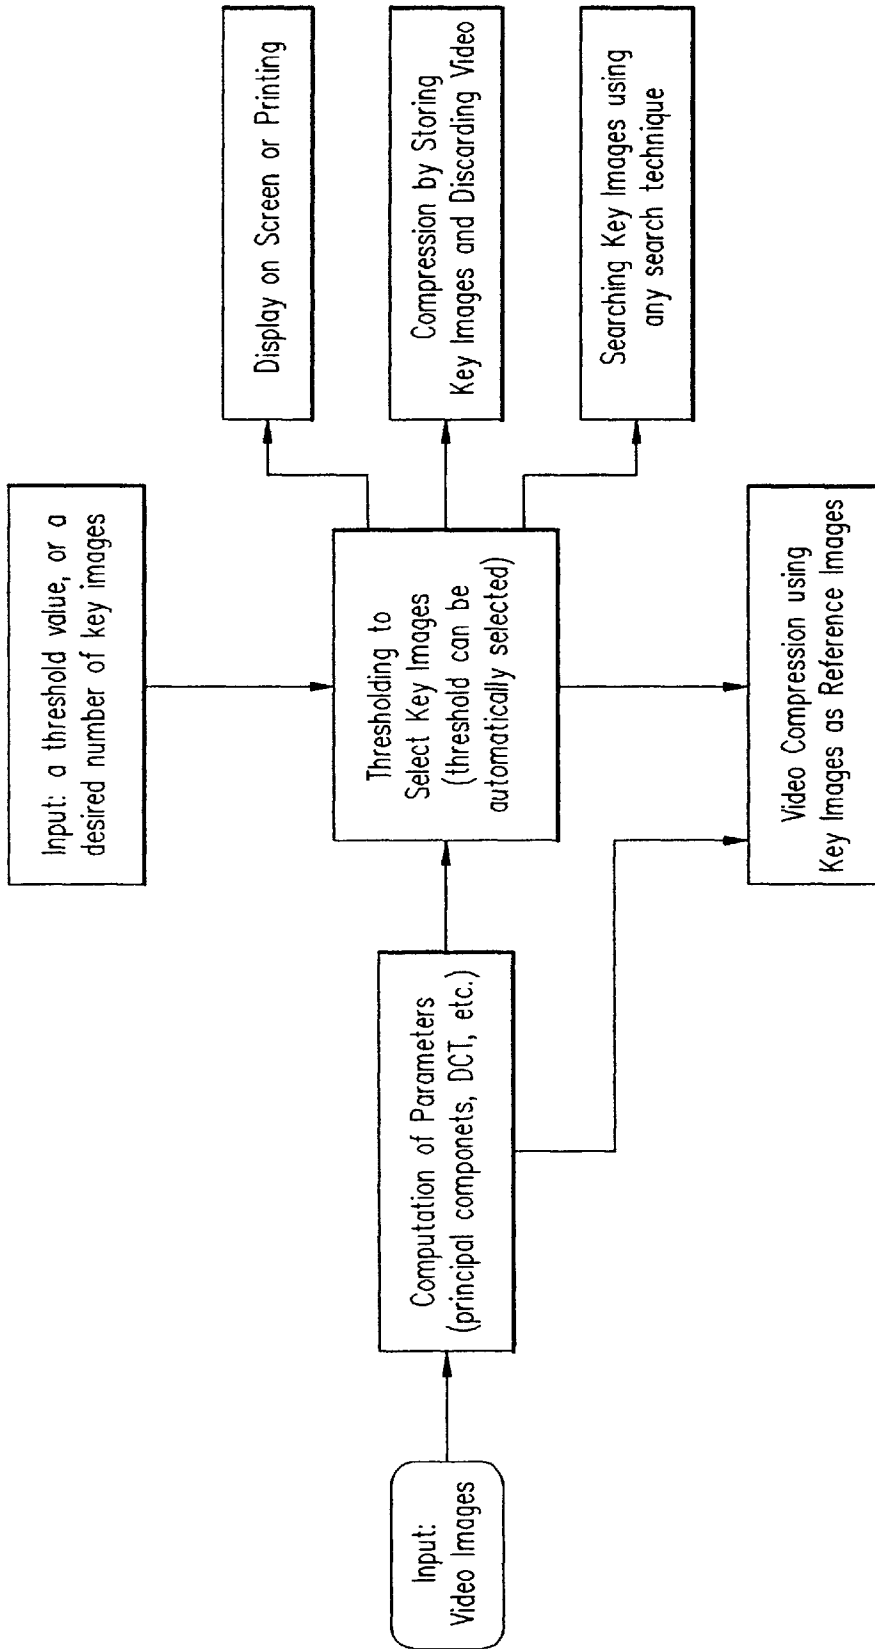 Input:
Video Images
Computation of Parameters
(principal componets, DCT, etc.)
Input: a threshold value, or a
desired number of key images
Thresholding to
Select Key Images
(threshold can be
automatically selected)
Video Compression using
Key Images as Reference Images
Display on Screen or Printing
Compression by Storing
Key Images and Discarding Video
Searching Key Images using
any search technique